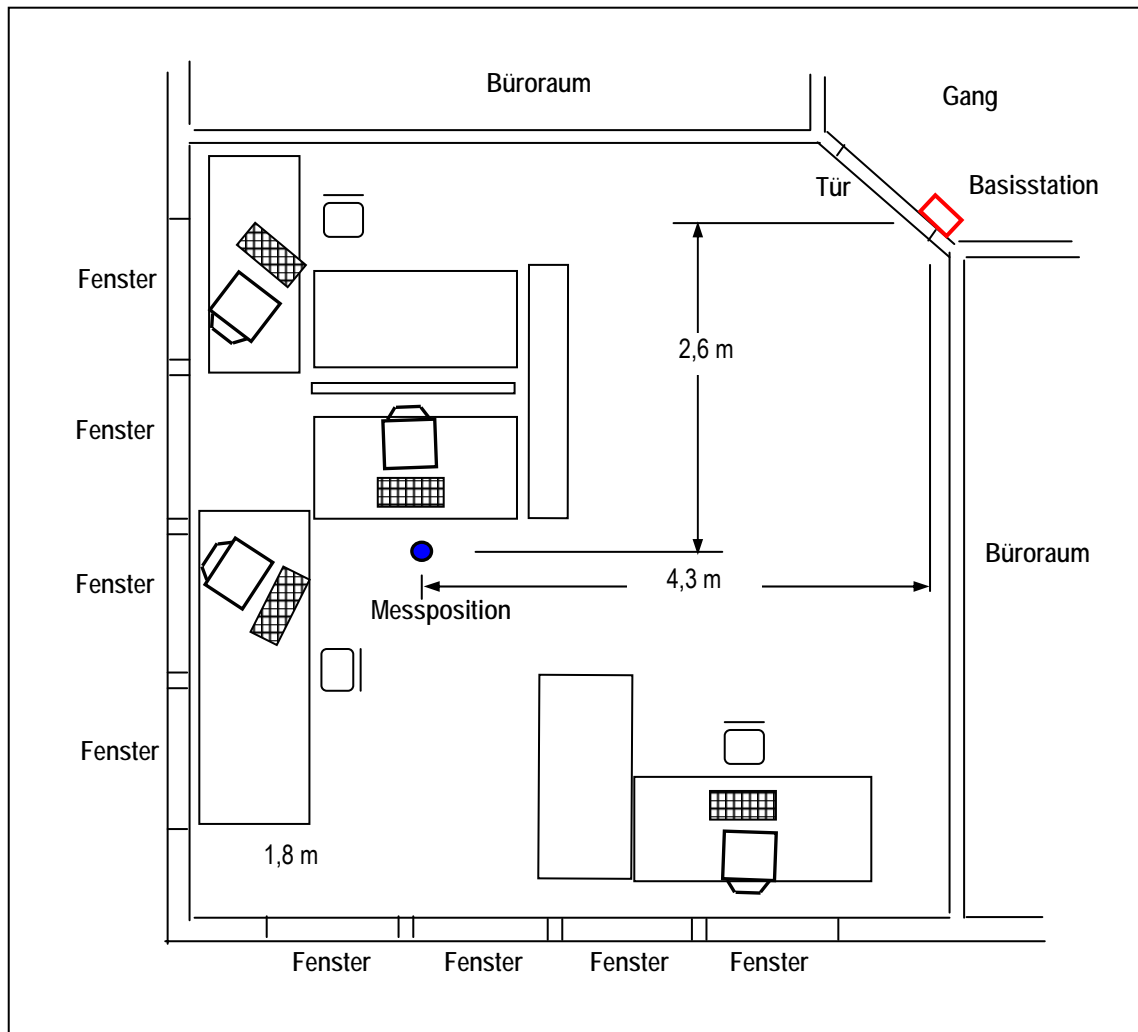 Büroraum
Gang
Tür
Basisstation
Fenster
2,6 m
Fenster
Büroraum
Fenster
4,3 m
Messposition
Fenster
1,8 m
Fenster
Fenster
Fenster
Fenster